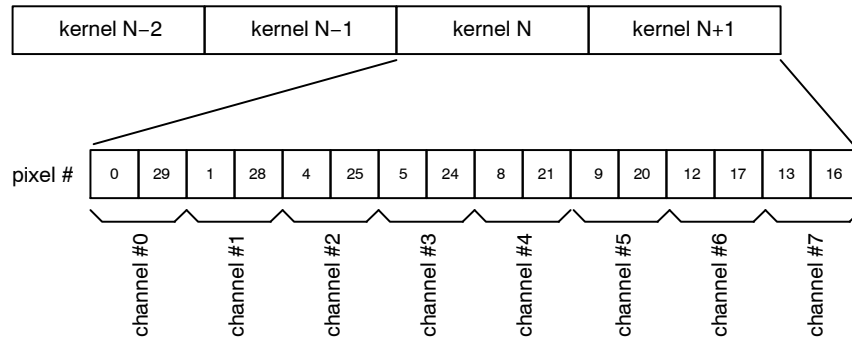 kernel N−2 kernel N−1 kernel N kernel N+1
pixel # 0 29 1 28 4 25 5 24 8 21 9 20 12 17 13 16
channel #0
channel #1
channel #2
channel #3
channel #4
channel #5
channel #6
channel #7